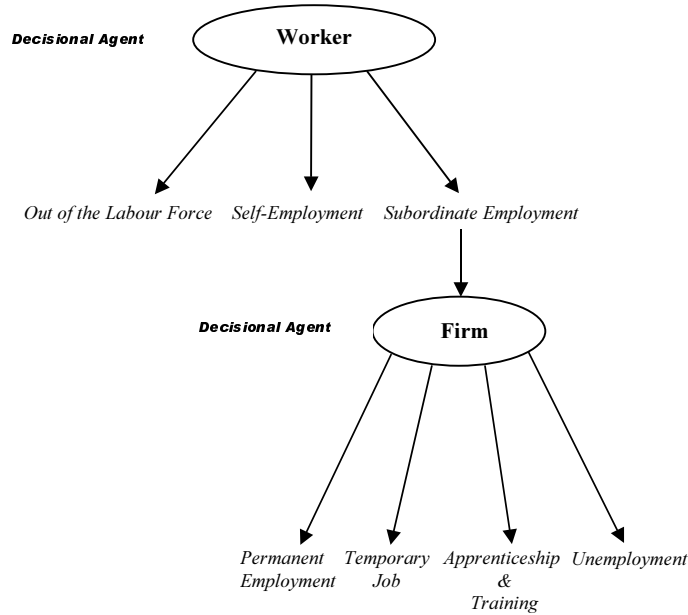 Decisional Agent
Worker
Out of the Labour Force
Self-Employment
Subordinate Employment
Decisional Agent
Firm
Permanent
Employment
Temporary
Job
Apprenticeship
&
Training
Unemployment